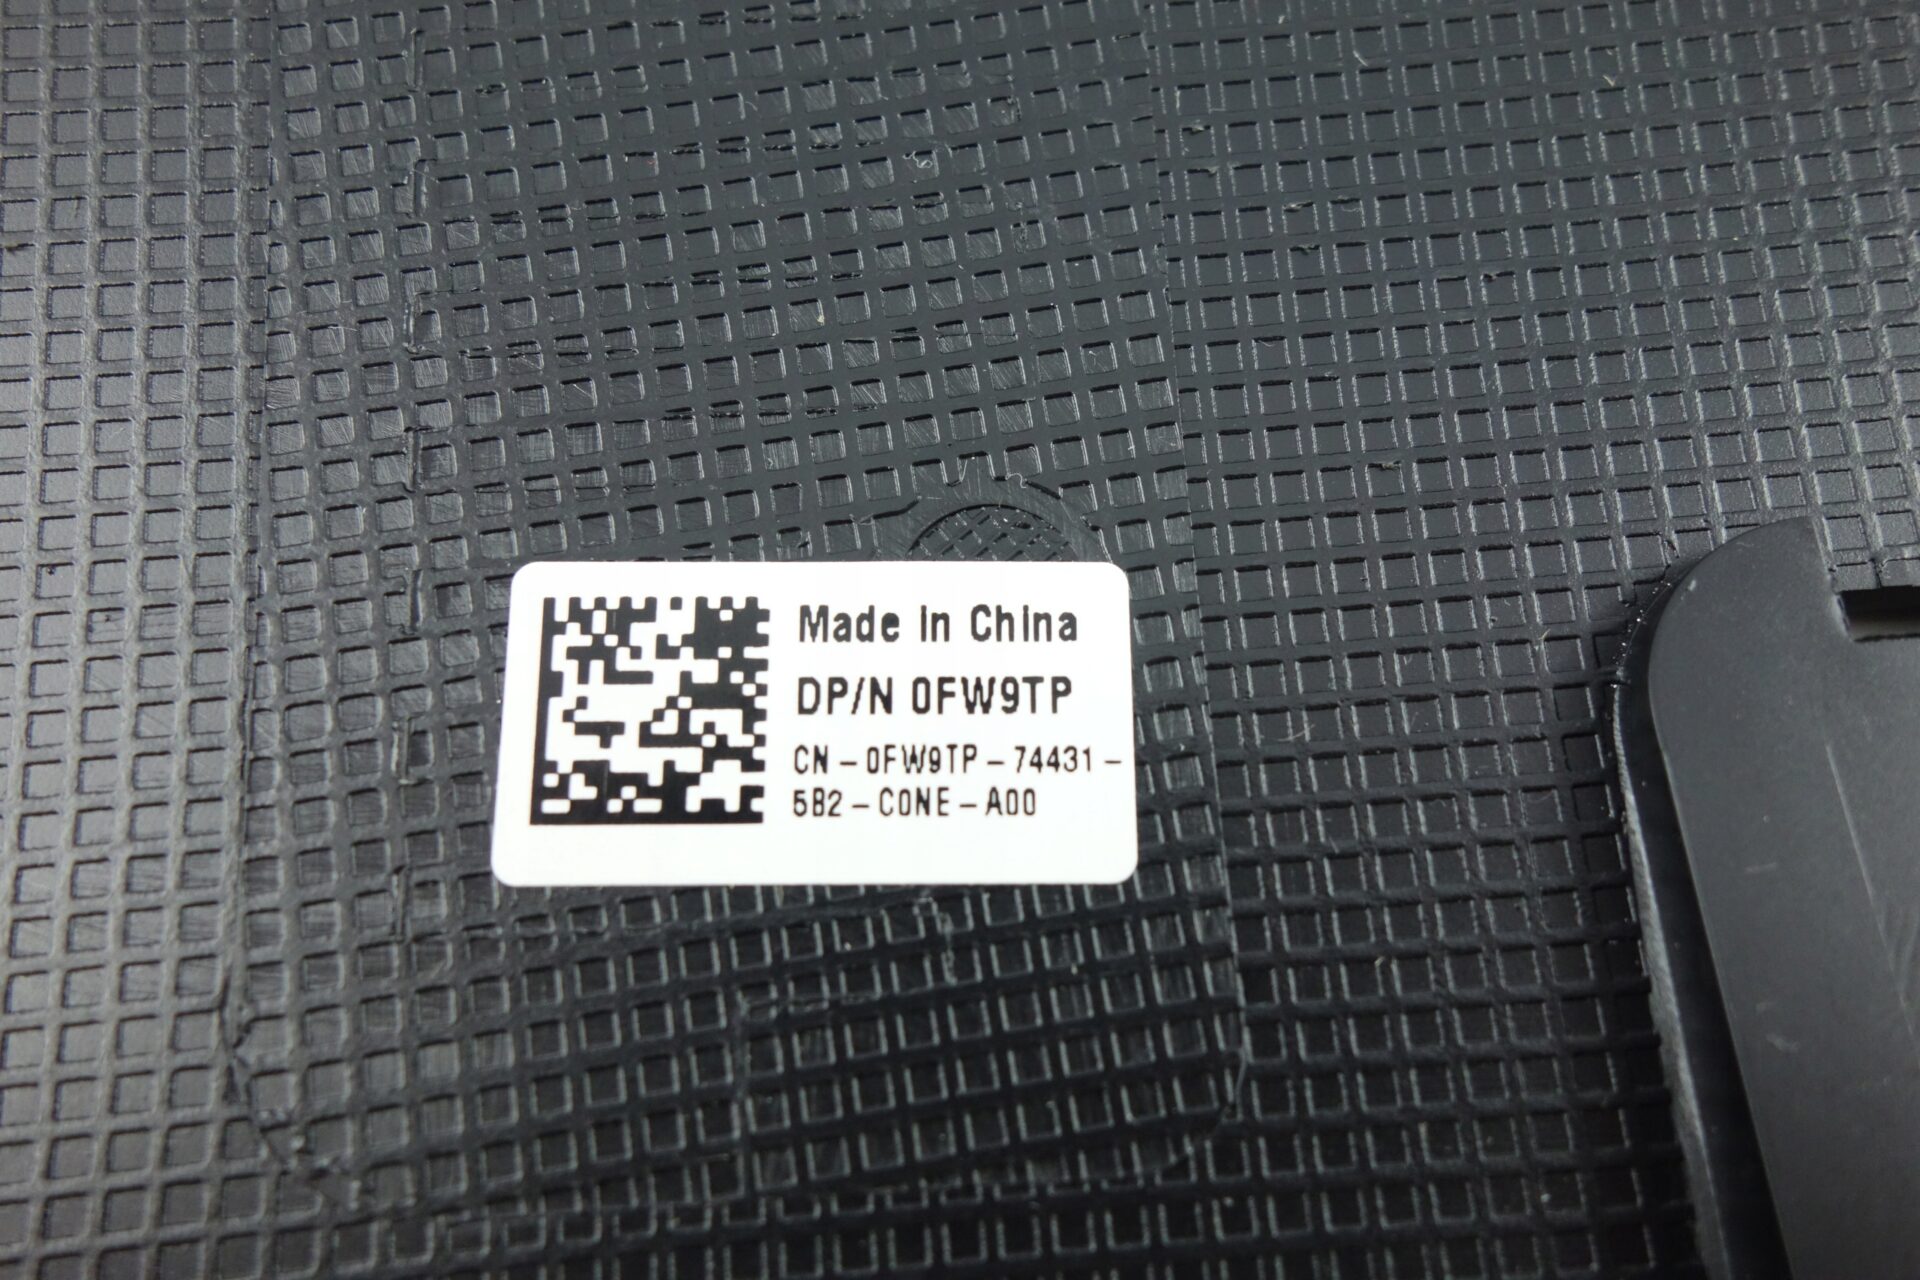 Made in China
DP/N 0FW9TP
CN-0FW9TP-74431-
5B2-C0NE-A00